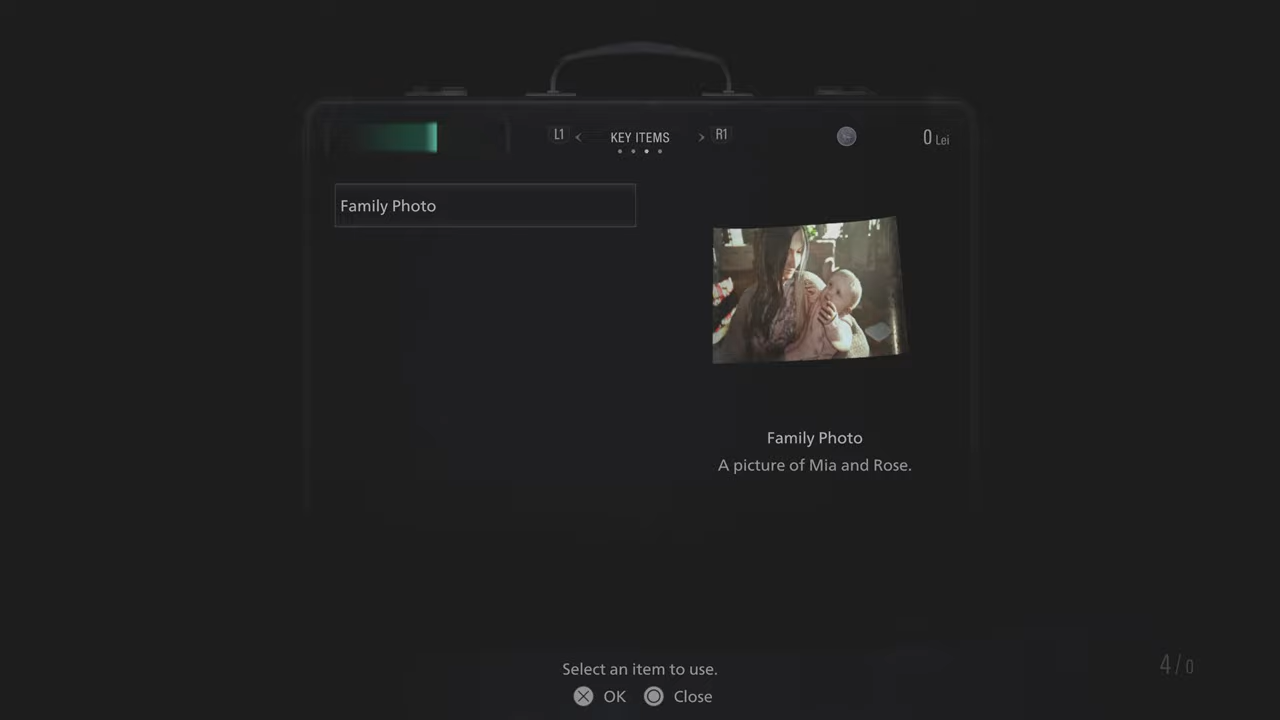 L1 < KEY ITEMS > R1 0 Lei
Family Photo
Family Photo
A picture of Mia and Rose.
4/0
Select an item to use.
OK Close